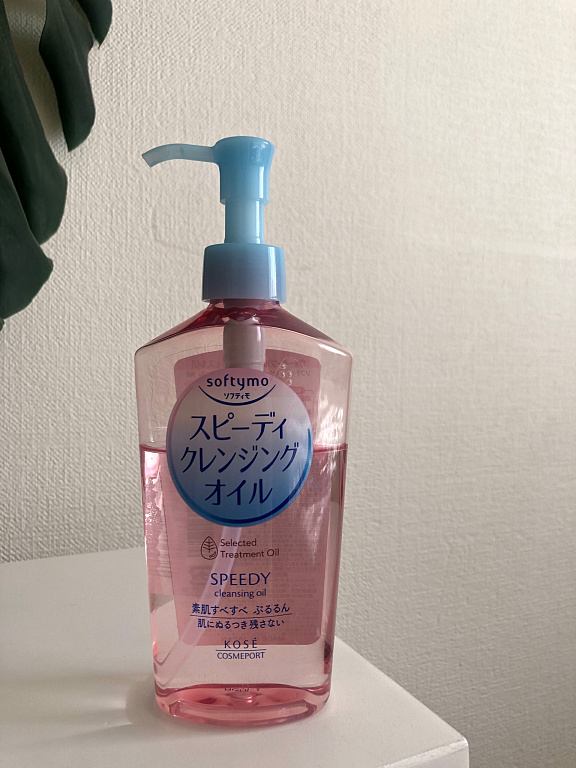 softymo
ソフティモ
スピーディ
クレンジング
オイル
Selected
Treatment Oil
SPEEDY
cleansing oil
素肌すべすべ ぷるるん
肌にぬるつき残さない
KOSÉ
COSMEPORT